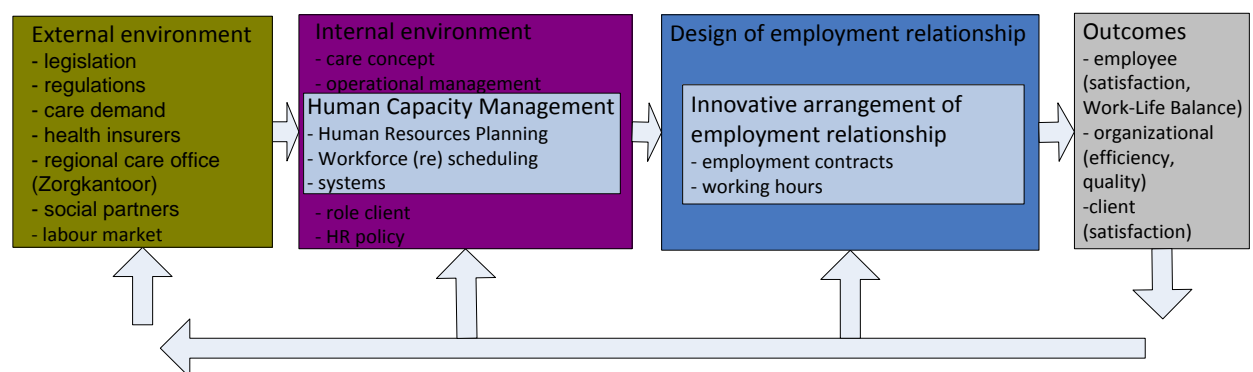 External environment
- legislation
- regulations
- care demand
- health insurers
- regional care office
(Zorgkantoor)
- social partners
- labour market
Internal environment
- care concept
- operational management
Human Capacity Management
- Human Resources Planning
- Workforce (re) scheduling
- systems
- role client
- HR policy
Design of employment relationship
Innovative arrangement of
employment relationship
- employment contracts
- working hours
Outcomes
- employee
(satisfaction,
Work-Life Balance)
- organizational
(efficiency,
quality)
-client
(satisfaction)